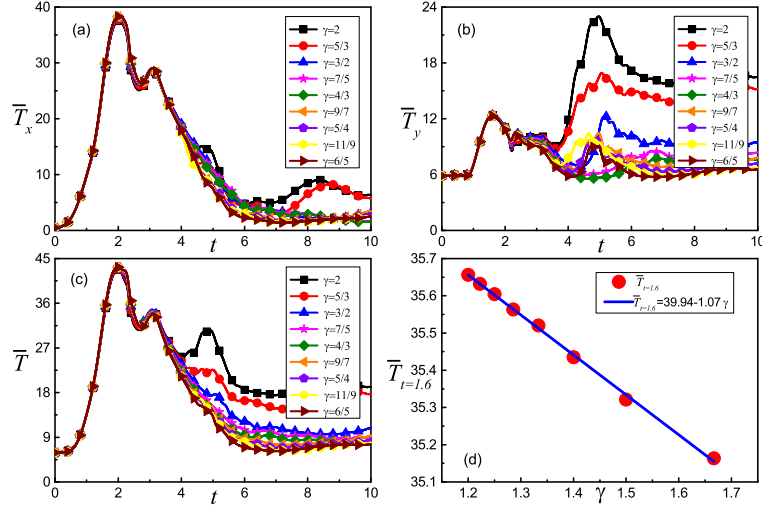 (a)
T̄x
40
30
20
10
0
0 2 4 6 8 10
t
γ=2
γ=5/3
γ=3/2
γ=7/5
γ=4/3
γ=9/7
γ=5/4
γ=11/9
γ=6/5
(b)
T̄y
24
18
12
6
0
0 2 4 6 8 10
t
γ=2
γ=5/3
γ=3/2
γ=7/5
γ=4/3
γ=9/7
γ=5/4
γ=11/9
γ=6/5
(c)
T̄
45
36
27
18
9
0
0 2 4 6 8 10
t
γ=2
γ=5/3
γ=3/2
γ=7/5
γ=4/3
γ=9/7
γ=5/4
γ=11/9
γ=6/5
T̄t=1.6
35.7
35.6
35.5
35.4
35.3
35.2
35.1
1.2 1.3 1.4 1.5 1.6 1.7
γ
T̄t=1.6
T̄t=1.6=39.94-1.07 γ
(d)